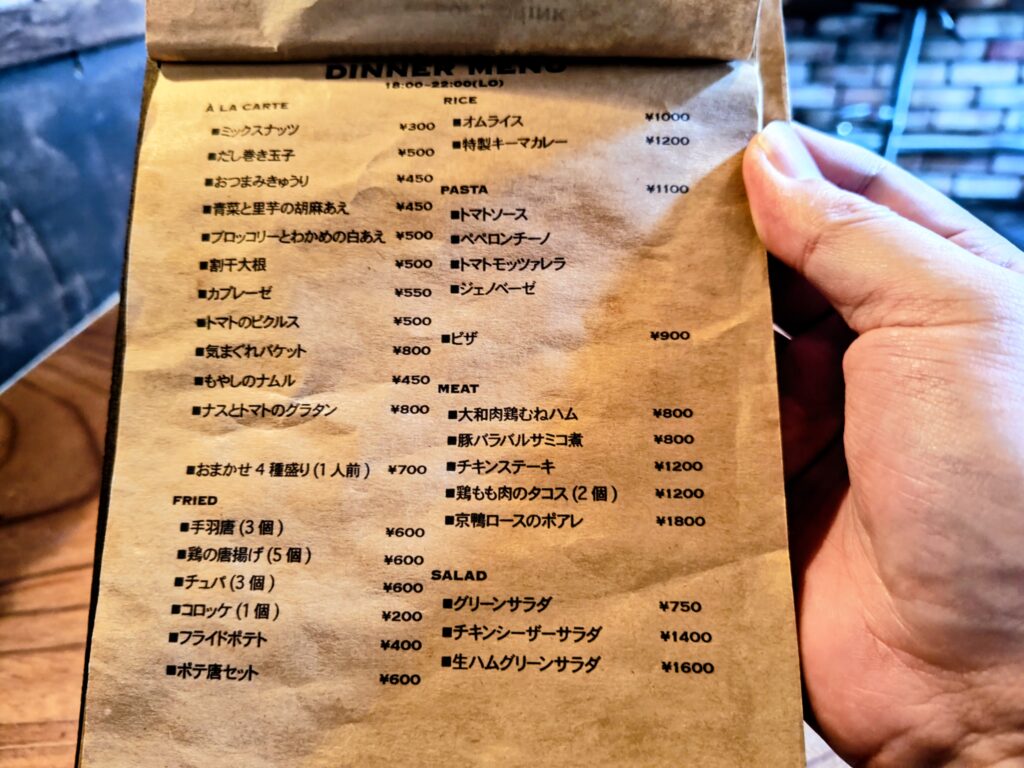 DINNER MENU
18:00~22:00(LO)
À LA CARTE
■ミックスナッツ ¥300
■だし巻き玉子 ¥500
■おつまみきゅうり ¥450
■青菜と里芋の胡麻あえ ¥450
■ブロッコリーとわかめの白あえ ¥500
■割干大根 ¥500
■カプレーゼ ¥550
■トマトのピクルス ¥500
■気まぐれバケット ¥800
■もやしのナムル ¥450
■ナスとトマトのグラタン ¥800
■おまかせ4種盛り(1人前) ¥700
FRIED
■手羽唐(3個) ¥600
■鶏の唐揚げ(5個) ¥600
■チュパ(3個) ¥600
■コロッケ(1個) ¥200
■フライドポテト ¥400
■ポテ唐セット ¥600
RICE
■オムライス ¥1000
■特製キーマカレー ¥1200
PASTA ¥1100
■トマトソース
■ペペロンチーノ
■トマトモッツァレラ
■ジェノベーゼ
■ピザ ¥900
MEAT
■大和肉鶏むねハム ¥800
■豚バラバルサミコ煮 ¥800
■チキンステーキ ¥1200
■鶏もも肉のタコス(2個) ¥1200
■京鴨ロースのポアレ ¥1800
SALAD
■グリーンサラダ ¥750
■チキンシーザーサラダ ¥1400
■生ハムグリーンサラダ ¥1600